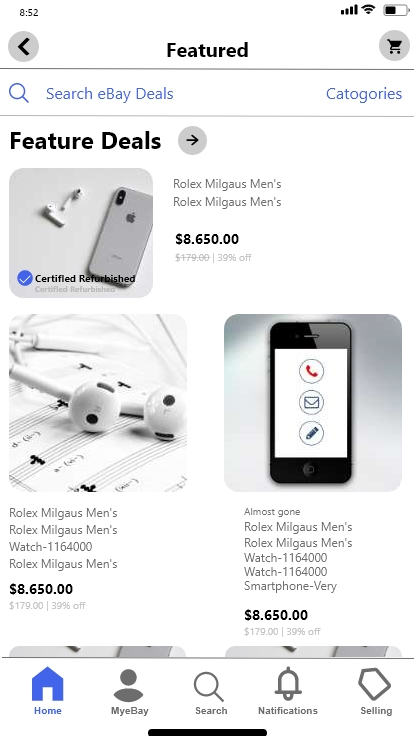 8:52
Featured
Search eBay Deals
Catogories
Feature Deals
Rolex Milgaus Men's
Rolex Milgaus Men's
$8.650.00
$179.00 | 39% off
Certified Refurbished
Certified Refurbished
Rolex Milgaus Men's
Rolex Milgaus Men's
Watch-1164000
Rolex Milgaus Men's
$8.650.00
$179.00 | 39% off
Almost gone
Rolex Milgaus Men's
Rolex Milgaus Men's
Watch-1164000
Watch-1164000
Smartphone-Very
$8.650.00
$179.00 | 39% off
Home
MyeBay
Search
Natifications
Selling